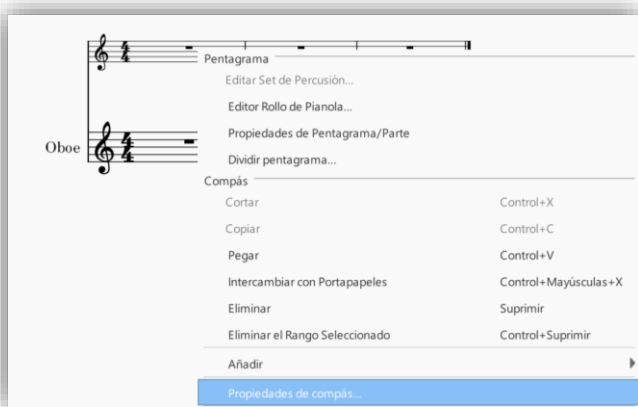 Pentagrama
Editar Set de Percusión...
Editor Rollo de Pianola...
Propiedades de Pentagrama/Parte
Oboe
Dividir pentagrama...
Compás
Cortar Control+X
Copiar Control+C
Pegar Control+V
Intercambiar con Portapapeles Control+Mayúsculas+X
Eliminar Suprimir
Eliminar el Rango Seleccionado Control+Suprimir
Añadir
Propiedades de compás...